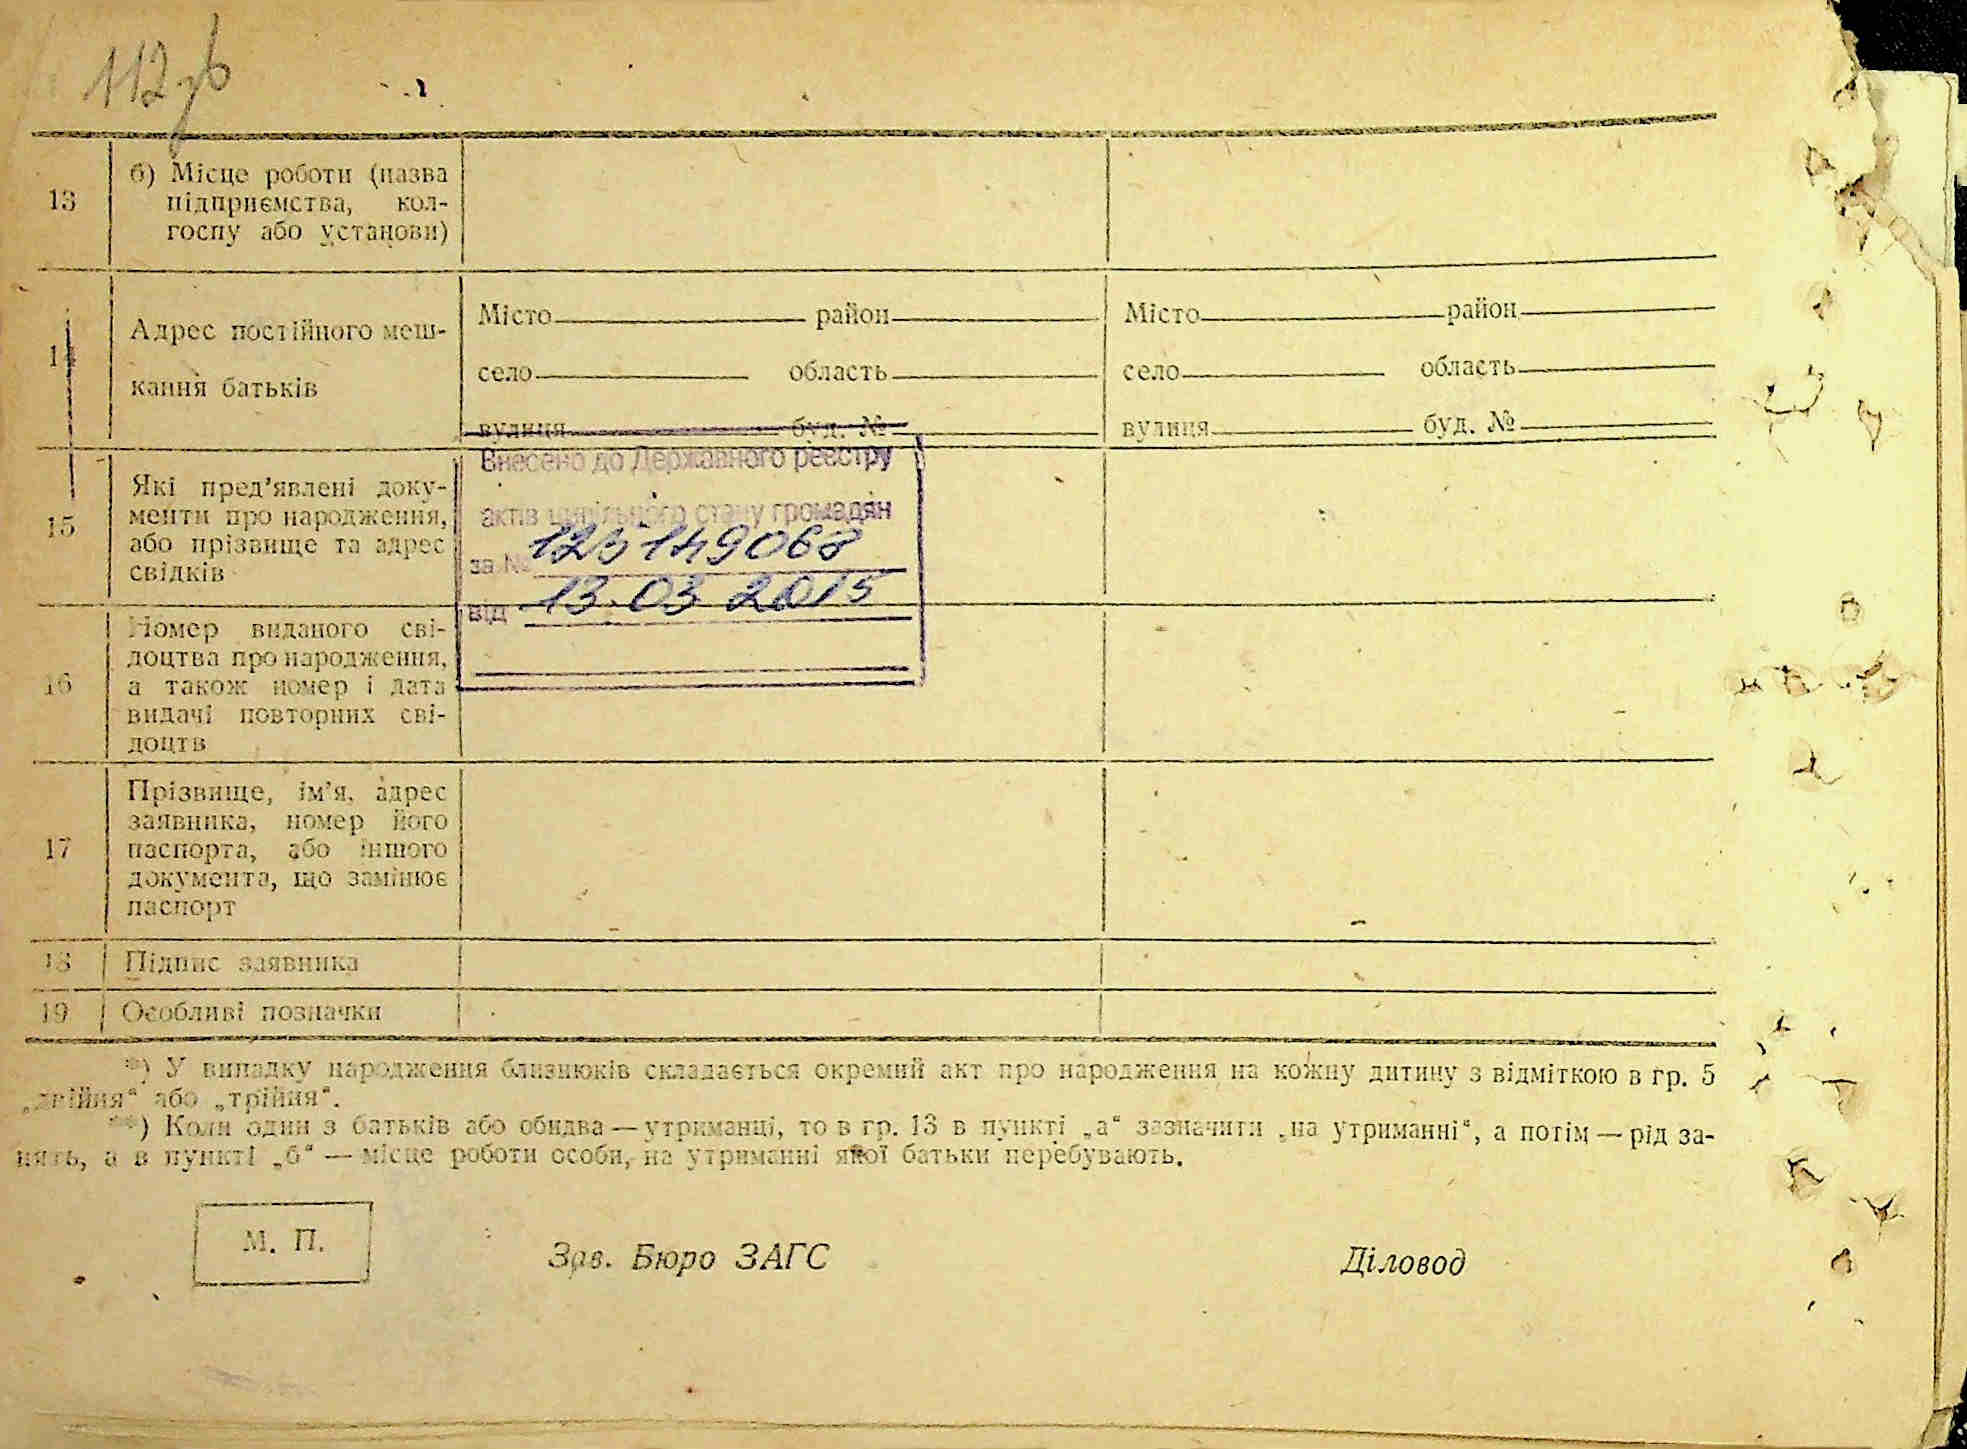 112зв
13
б) Місце роботи (назва
підприємства, кол-
госпу або установи)
14
Адрес постійного меш-
кання батьків
Місто район
село область
вулиця буд. №
Місто район
село область
вулиця буд. №
15
Які пред'явлені доку-
менти про народження,
або прізвище та адрес
свідків
Внесено до Державного реєстру
актів цивільного стану громадян
за №
від 13.03 2015
16
Номер виданого сві-
доцтва про народження,
а також номер і дата
видачі повторних сві-
доцтв
17
Прізвище, ім'я, адрес
заявника, номер його
паспорта, або іншого
документа, що замінює
паспорт
18
Підпис заявника
19
Особливі позначки
*) У випадку народження близнюків складається окремий акт про народження на кожну дитину з відміткою в гр. 5
„двійня“ або „трійня“.
**) Коли один з батьків або обидва — утриманці, то в гр. 13 в пункті „а“ зазначити „на утриманні“, а потім — рід за-
нять, а в пункті „б“ — місце роботи особи, на утриманні якої батьки перебувають.
М. П.
Зав. Бюро ЗАГС
Діловод